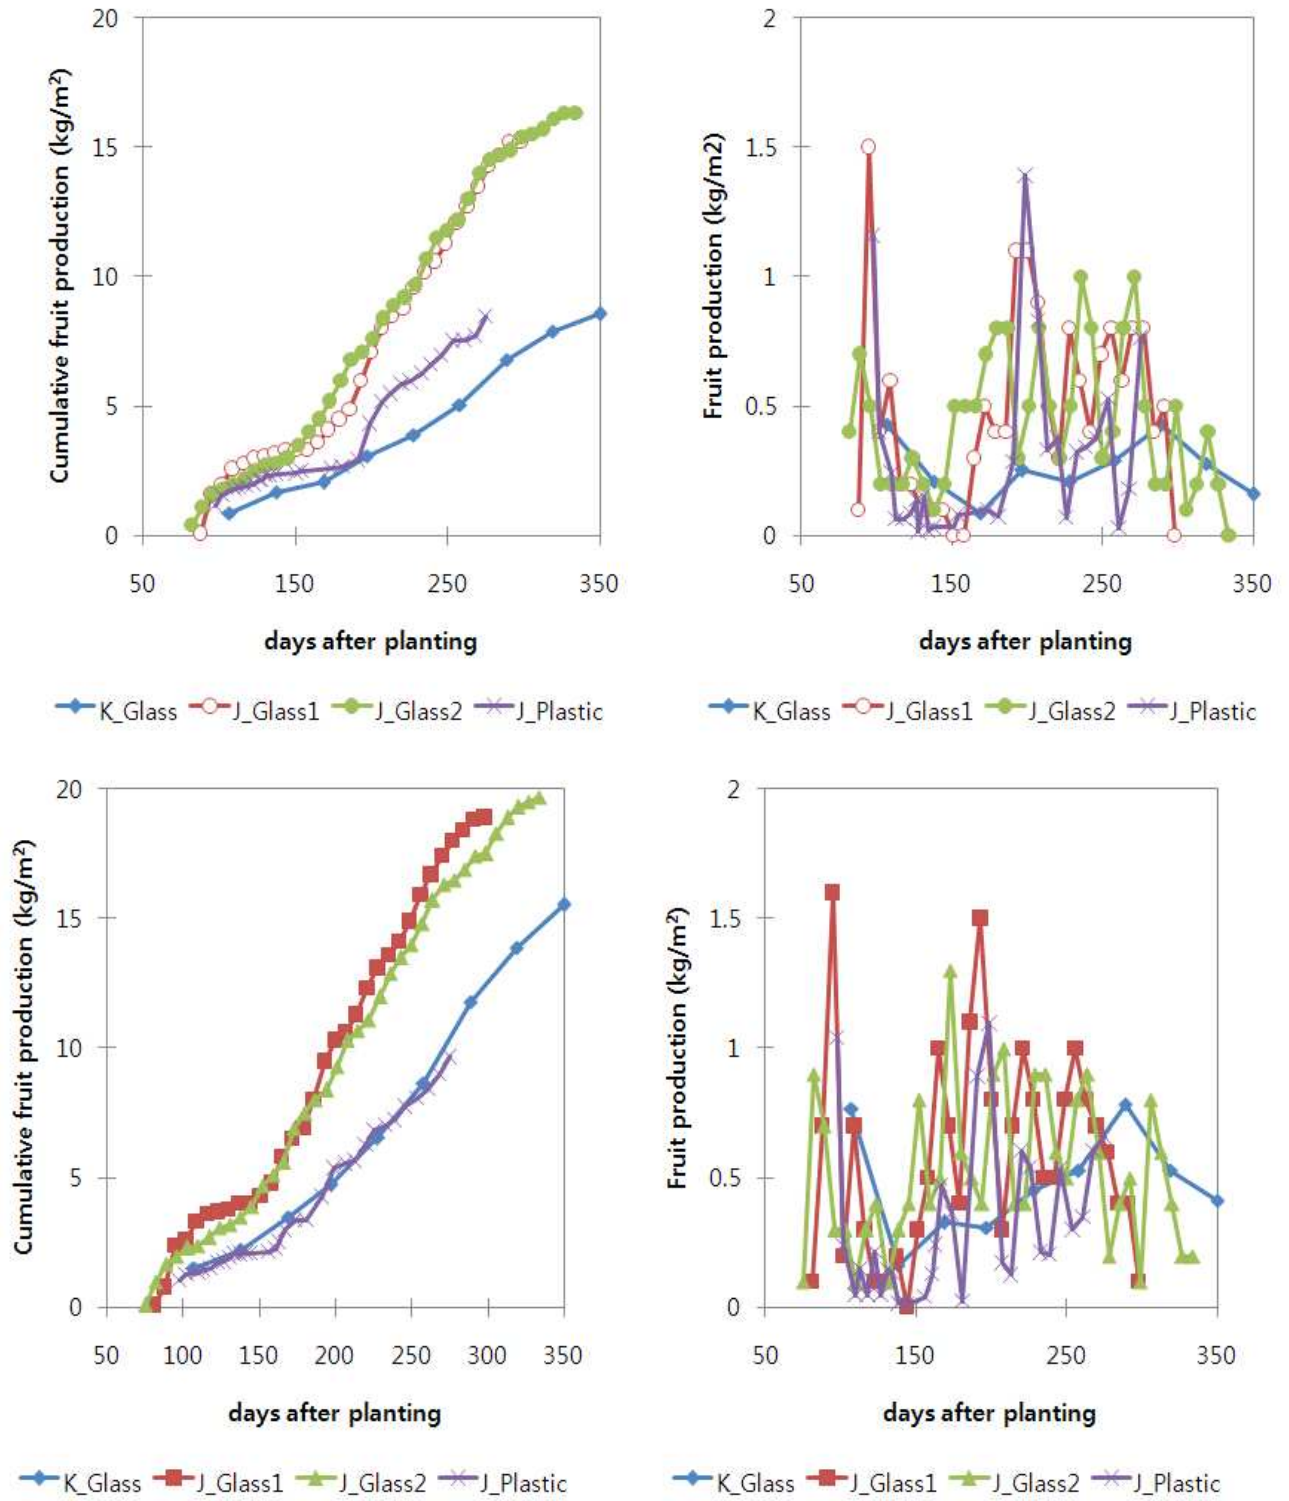 20
15
10
5
0
Cumulative fruit production (kg/m²)
50 150 250 350
days after planting
K_Glass J_Glass1 J_Glass2 J_Plastic
2
1.5
1
0.5
0
Fruit production (kg/m2)
50 150 250 350
days after planting
K_Glass J_Glass1 J_Glass2 J_Plastic
20
15
10
5
0
Cumulative fruit production (kg/m²)
50 100 150 200 250 300 350
days after planting
K_Glass J_Glass1 J_Glass2 J_Plastic
2
1.5
1
0.5
0
Fruit production (kg/m²)
50 150 250 350
days after planting
K_Glass J_Glass1 J_Glass2 J_Plastic